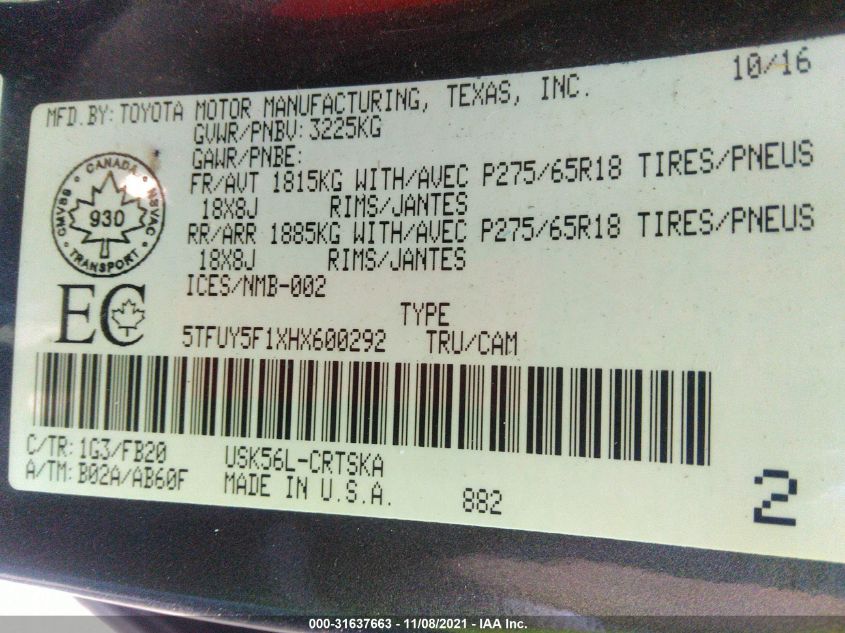 10/16
MFD.BY:TOYOTA MOTOR MANUFACTURING, TEXAS, INC.
GVWR/PNBV:3225KG
GAWR/PNBE:
FR/AVT 1815KG WITH/AVEC P275/65R18 TIRES/PNEUS
18X8J RIMS/JANTES
RR/ARR 1885KG WITH/AVEC P275/65R18 TIRES/PNEUS
18X8J RIMS/JANTES
CANADA
CMVSS NSVAC
930
TRANSPORT
ICES/NMB-002
EC
TYPE
5TFUY5F1XHX600292 TRU/CAM
C/TR:1G3/FB20 USK56L-CRTSKA
A/TM:B02A/AB60F MADE IN U.S.A. 882
2
000-31637663 - 11/08/2021 - IAA Inc.